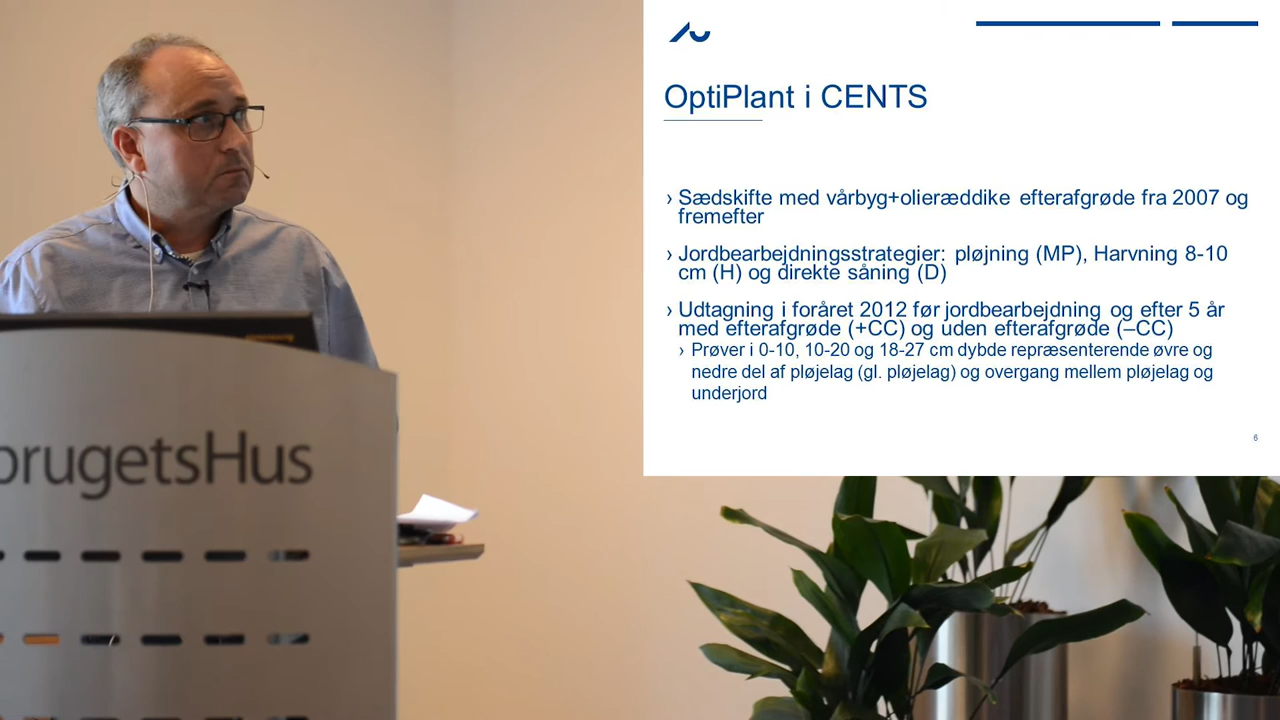 OptiPlant i CENTS
› Sædskifte med vårbyg+olieræddike efterafgrøde fra 2007 og
fremefter
› Jordbearbejdningsstrategier: pløjning (MP), Harvning 8-10
cm (H) og direkte såning (D)
› Udtagning i foråret 2012 før jordbearbejdning og efter 5 år
med efterafgrøde (+CC) og uden efterafgrøde (–CC)
› Prøver i 0-10, 10-20 og 18-27 cm dybde repræsenterende øvre og
nedre del af pløjelag (gl. pløjelag) og overgang mellem pløjelag og
underjord
6
brugetsHus